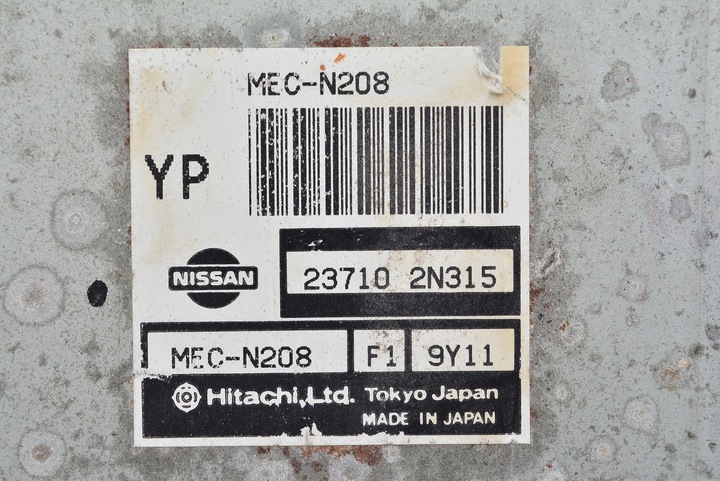 MEC-N208
YP
NISSAN
23710 2N315
MEC-N208 F1 9Y11
Hitachi,Ltd. Tokyo Japan
MADE IN JAPAN